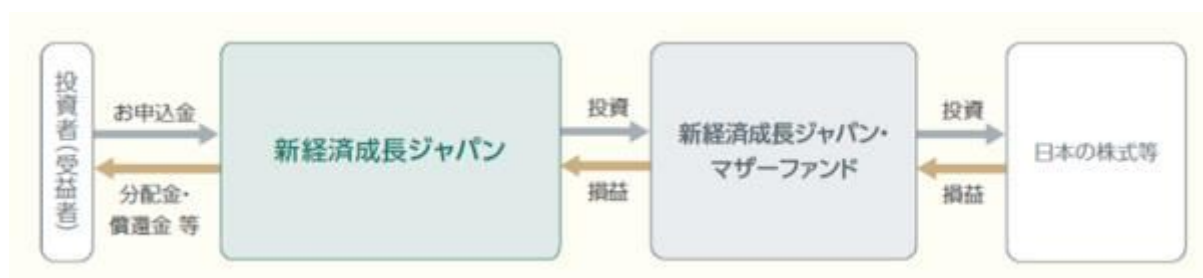 投資者(受益者)
お申込金
分配金・
償還金 等
新経済成長ジャパン
投資
損益
新経済成長ジャパン・
マザーファンド
投資
損益
日本の株式等